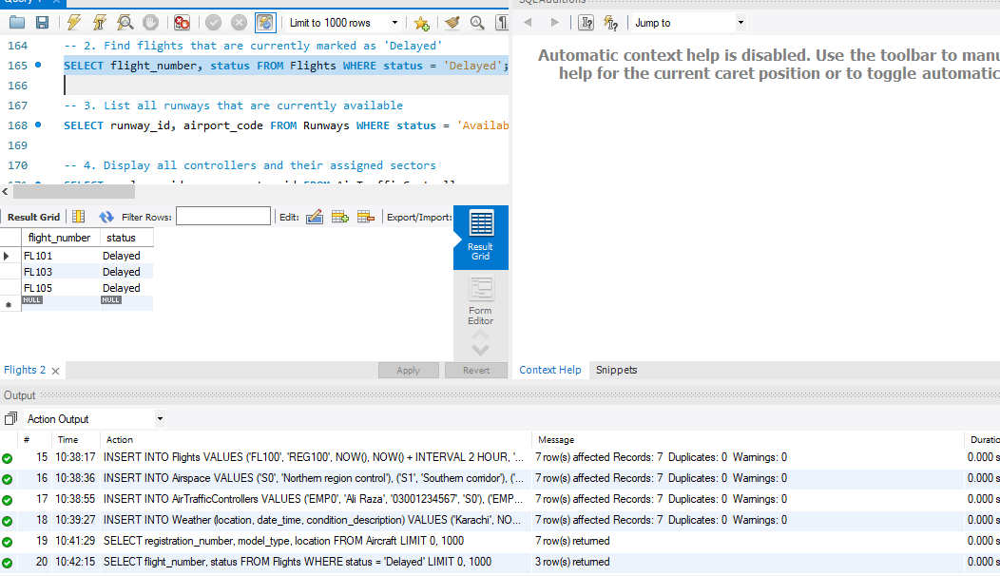 Query 1
SQLAdditions
Limit to 1000 rows
Jump to
164 -- 2. Find flights that are currently marked as 'Delayed'
165 SELECT flight_number, status FROM Flights WHERE status = 'Delayed';
166
167 -- 3. List all runways that are currently available
168 SELECT runway_id, airport_code FROM Runways WHERE status = 'Availab
169
170 -- 4. Display all controllers and their assigned sectors
Automatic context help is disabled. Use the toolbar to manu
help for the current caret position or to toggle automatic
Result Grid Filter Rows: Edit: Export/Import:
flight_number status
FL101 Delayed
FL103 Delayed
FL105 Delayed
NULL NULL
Result
Grid
Form
Editor
Flights 2 Apply Revert
Context Help Snippets
Output
Action Output
# Time Action Message Duratio
15 10:38:17 INSERT INTO Flights VALUES ('FL100', 'REG100', NOW(), NOW() + INTERVAL 2 HOUR, '... 7 row(s) affected Records: 7 Duplicates: 0 Warnings: 0 0.000 s
16 10:38:36 INSERT INTO Airspace VALUES ('S0', 'Northern region control'), ('S1', 'Southern corridor'), ('... 7 row(s) affected Records: 7 Duplicates: 0 Warnings: 0 0.000 s
17 10:38:55 INSERT INTO AirTrafficControllers VALUES ('EMP0', 'Ali Raza', '03001234567', 'S0'), ('EMP... 7 row(s) affected Records: 7 Duplicates: 0 Warnings: 0 0.000 s
18 10:39:27 INSERT INTO Weather (location, date_time, condition_description) VALUES ('Karachi', NO... 7 row(s) affected Records: 7 Duplicates: 0 Warnings: 0 0.000 s
19 10:41:29 SELECT registration_number, model_type, location FROM Aircraft LIMIT 0, 1000 7 row(s) returned 0.000 s
20 10:42:15 SELECT flight_number, status FROM Flights WHERE status = 'Delayed' LIMIT 0, 1000 3 row(s) returned 0.000 s